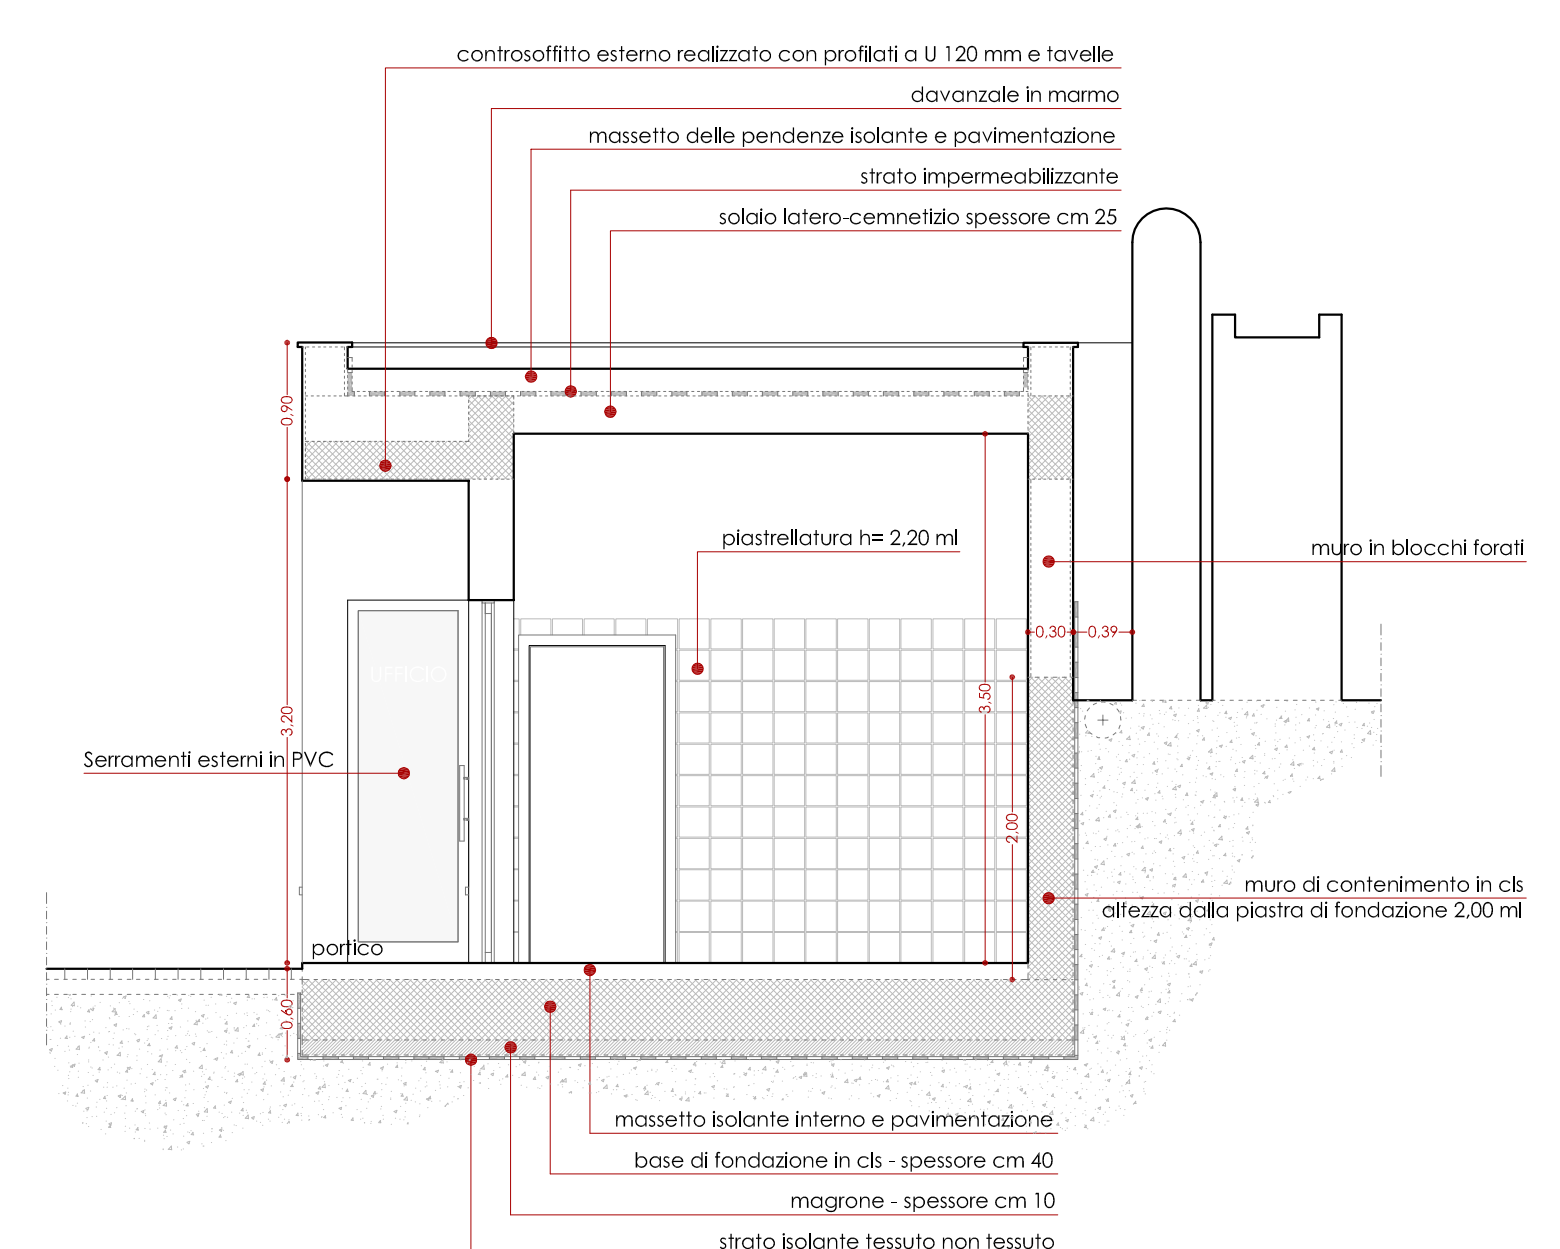 controsoffitto esterno realizzato con profilati a U 120 mm e tavelle
davanzale in marmo
massetto delle pendenze isolante e pavimentazione
strato impermeabilizzante
solaio latero-cemnetizio spessore cm 25
0,90
piastrellatura h= 2,20 ml
muro in blocchi forati
0,30
0,39
UFFICIO
3,50
3,20
Serramenti esterni in PVC
2,00
muro di contenimento in cls
altezza dalla piastra di fondazione 2,00 ml
portico
0,60
massetto isolante interno e pavimentazione
base di fondazione in cls - spessore cm 40
magrone - spessore cm 10
strato isolante tessuto non tessuto